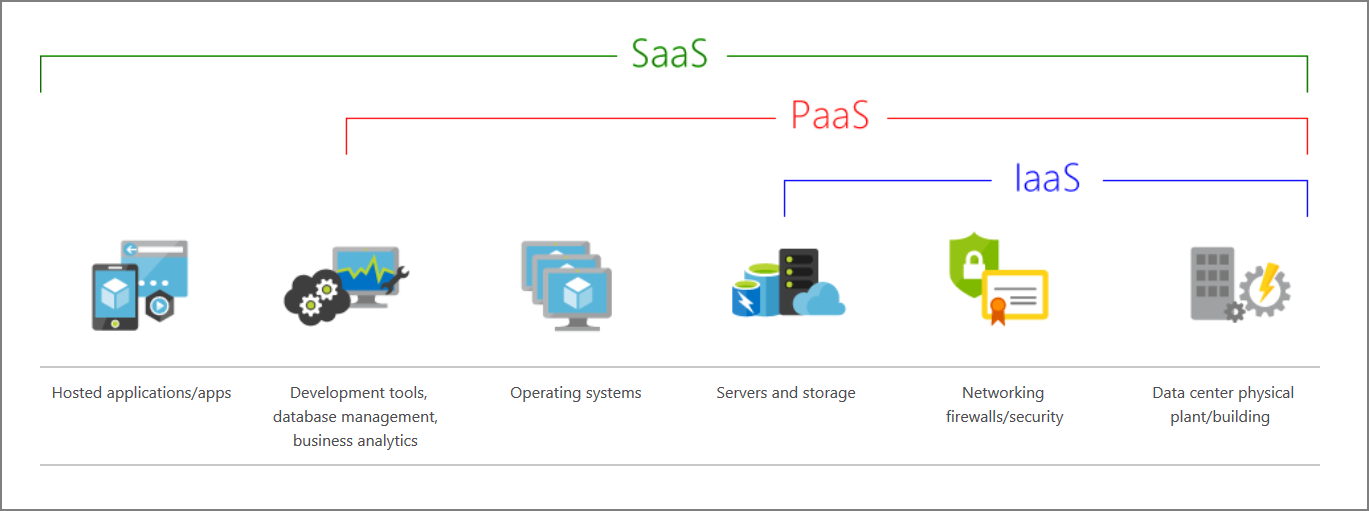 SaaS
PaaS
IaaS
Hosted applications/apps
Development tools,
database management,
business analytics
Operating systems
Servers and storage
Networking
firewalls/security
Data center physical
plant/building